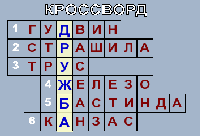 КРОССВОРД
1 ГУДВИН
2 СТРАШИЛА
3 ТРУС
4 ЖЕЛЕЗО
5 БАСТИНДА
6 КАНЗАС